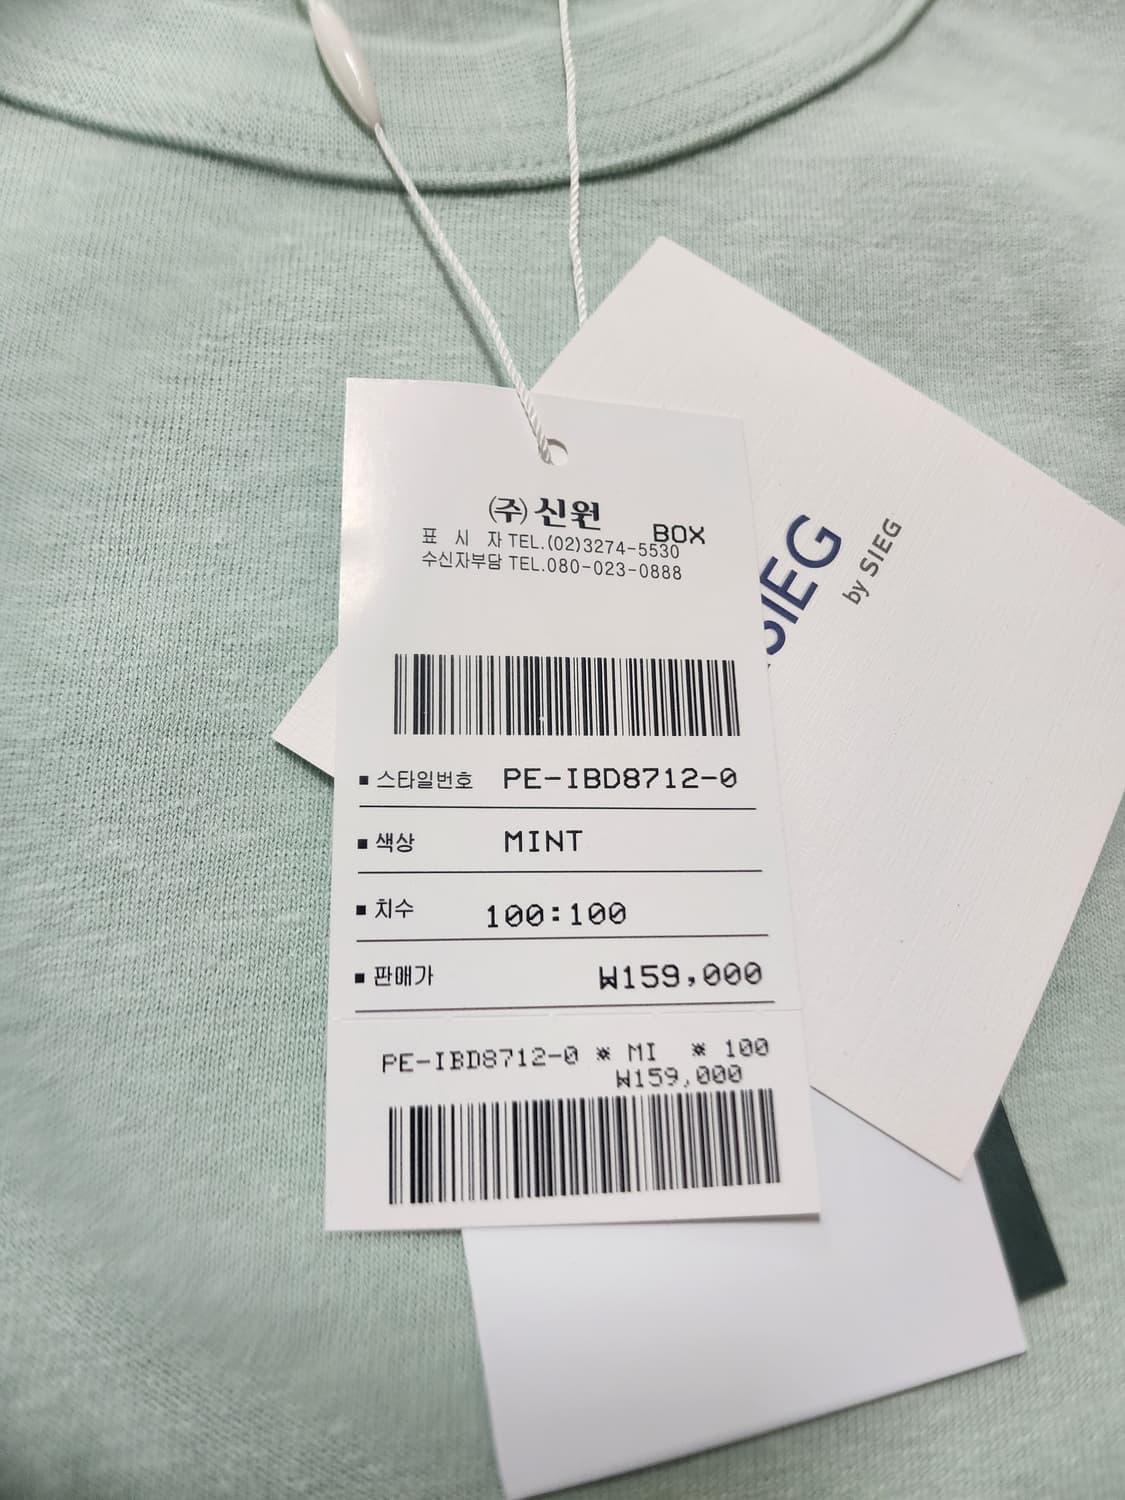 (주)신원
BOX
표 시 자 TEL.(02)3274-5530
수신자부담 TEL.080-023-0888
SIEG
by SIEG
▪ 스타일번호 PE-IBD8712-0
▪ 색상 MINT
▪ 치수 100:100
▪ 판매가 ₩159,000
PE-IBD8712-0 * MI * 100
₩159,000